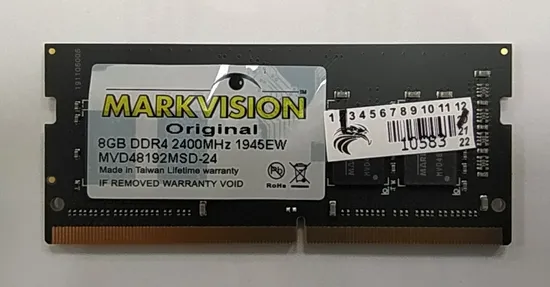 MARKVISION
Original
8GB DDR4 2400MHz 1945EW
MVD48192MSD-24
Made in Taiwan Lifetime warranty
IF REMOVED WARRANTY VOID
RoHs
1 3 4 5 6 7 8 9 10 11 12
10583
21
22